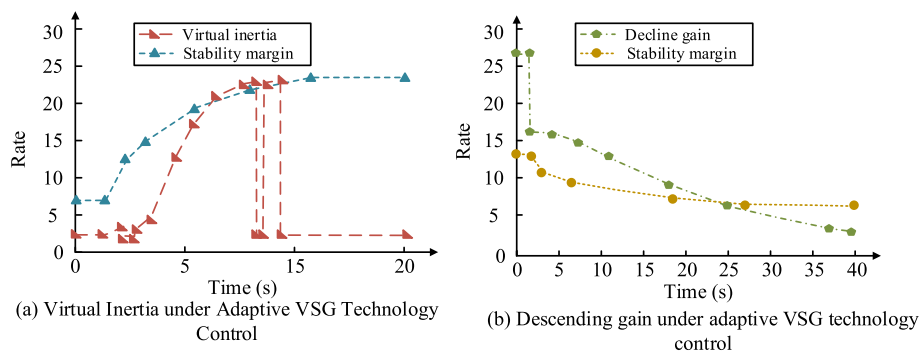 30
25
20
15
10
5
0
Rate
Virtual inertia
Stability margin
0 5 15 20
Time (s)
(a) Virtual Inertia under Adaptive VSG Technology
Control
30
25
20
15
10
5
0
Rate
Decline gain
Stability margin
0 5 10 15 20 25 30 35 40
Time (s)
(b) Descending gain under adaptive VSG technology
control